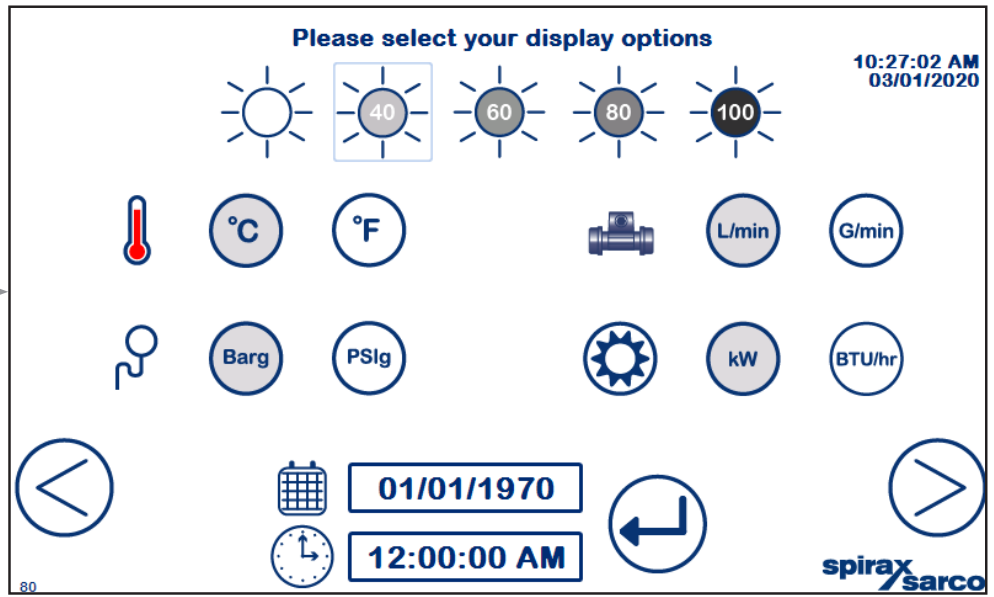 Please select your display options
10:27:02 AM
03/01/2020
40 60 80 100
°C °F L/min G/min
Barg PSIg kW BTU/hr
01/01/1970
12:00:00 AM
80
spirax
sarco